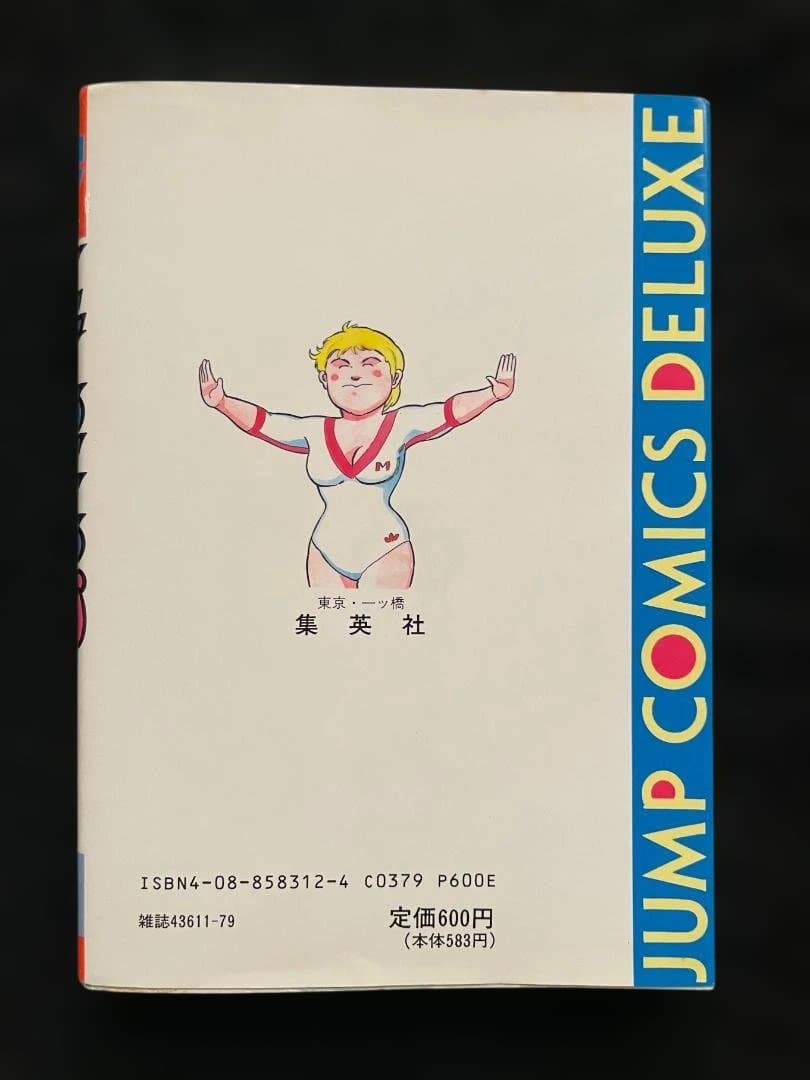 JUMP COMICS DELUXE
M
東京・一ッ橋
集英社
ISBN4-08-858312-4 C0379 P600E
雑誌43611-79
定価600円
(本体583円)